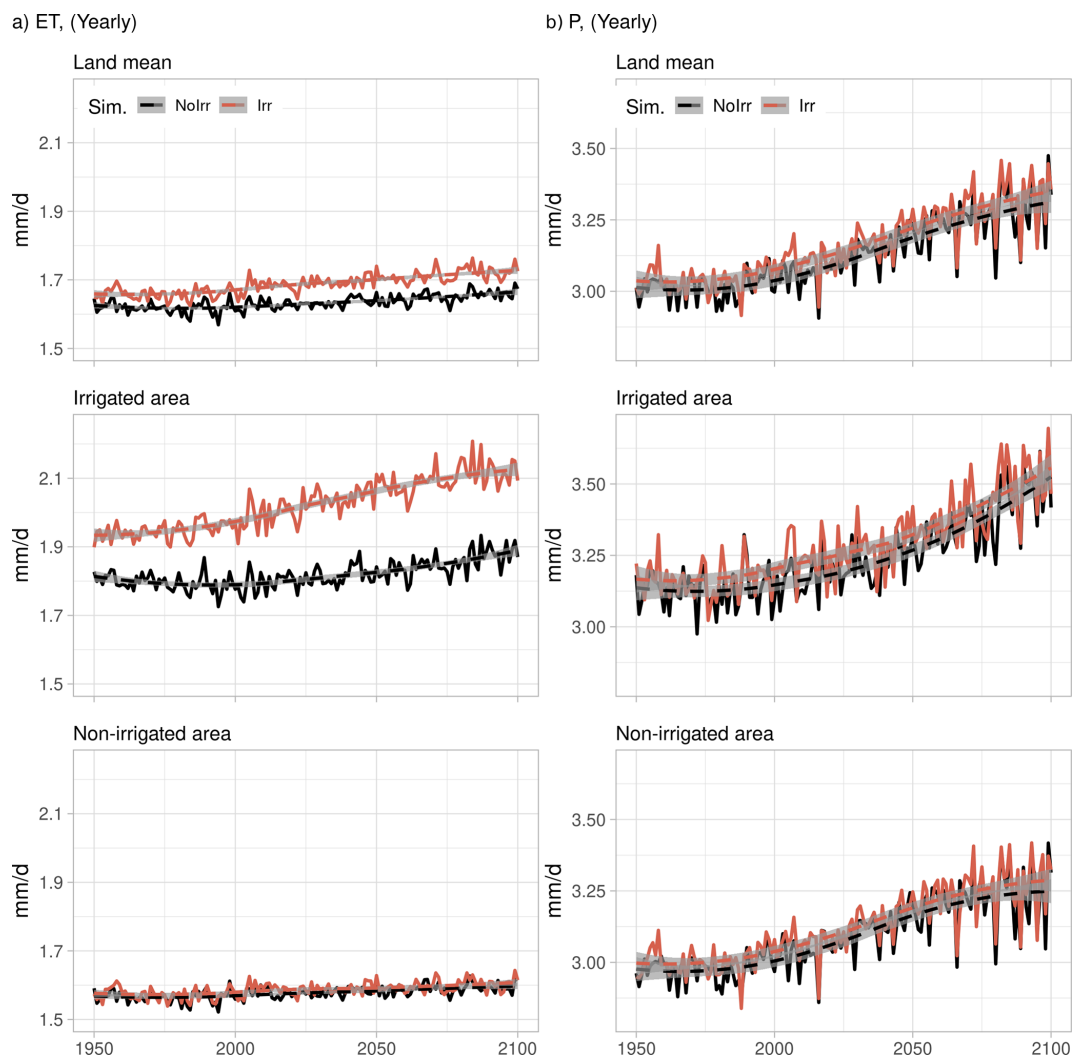 a) ET, (Yearly)
b) P, (Yearly)
Land mean
Sim. NoIrr Irr
2.1
1.9
1.7
1.5
mm/d
Land mean
Sim. NoIrr Irr
3.50
3.25
3.00
mm/d
Irrigated area
2.1
1.9
1.7
1.5
mm/d
Irrigated area
3.50
3.25
3.00
mm/d
Non-irrigated area
2.1
1.9
1.7
1.5
mm/d
1950 2000 2050 2100
Non-irrigated area
3.50
3.25
3.00
mm/d
1950 2000 2050 2100